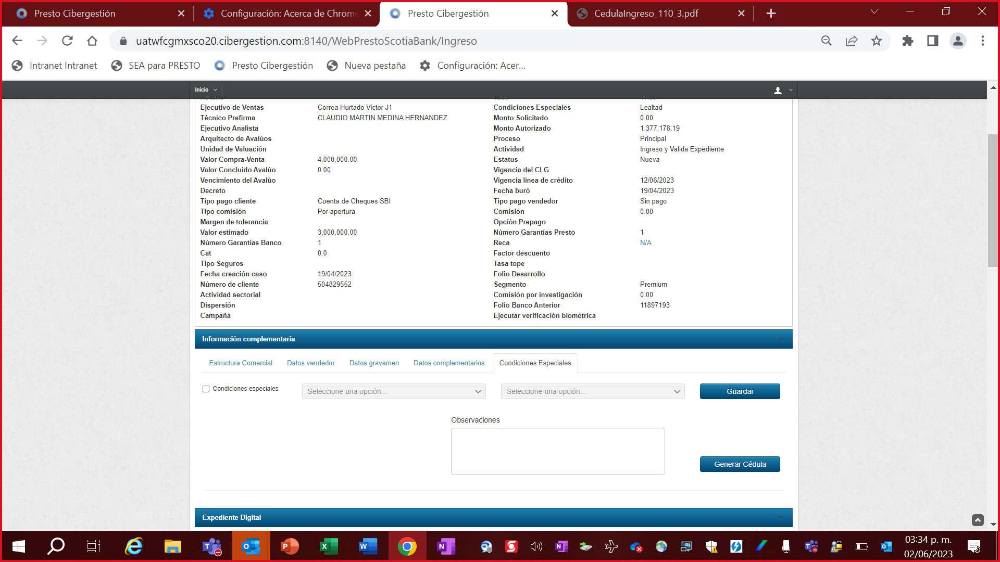 Presto Cibergestión
Configuración: Acerca de Chrome
Presto Cibergestión
CedulaIngreso_110_3.pdf
uatwfcgmxsco20.cibergestion.com:8140/WebPrestoScotiaBank/Ingreso
Intranet Intranet
SEA para PRESTO
Presto Cibergestión
Nueva pestaña
Configuración: Acer...
Inicio
Ejecutivo de Ventas Correa Hurtado Victor J1 Condiciones Especiales Lealtad
Técnico Prefirma CLAUDIO MARTIN MEDINA HERNANDEZ Monto Solicitado 0.00
Ejecutivo Analista Monto Autorizado 1,377,178.19
Arquitecto de Avalúos Proceso Principal
Unidad de Valuación Actividad Ingreso y Valida Expediente
Valor Compra-Venta 4,000,000.00 Estatus Nueva
Valor Concluido Avalúo 0.00 Vigencia del CLG
Vencimiento del Avalúo Vigencia línea de crédito 12/06/2023
Decreto Fecha buró 19/04/2023
Tipo pago cliente Cuenta de Cheques SBI Tipo pago vendedor Sin pago
Tipo comisión Por apertura Comisión 0.00
Margen de tolerancia Opción Prepago
Valor estimado 3,000,000.00 Número Garantías Presto 1
Número Garantías Banco 1 Reca N/A
Cat 0.0 Factor descuento
Tipo Seguros Tasa tope
Fecha creación caso 19/04/2023 Folio Desarrollo
Número de cliente 504829552 Segmento Premium
Actividad sectorial Comisión por investigación 0.00
Dispersión Folio Banco Anterior 11897193
Campaña Ejecutar verificación biométrica
Información complementaria
Estructura Comercial Datos vendedor Datos gravamen Datos complementarios Condiciones Especiales
Condiciones especiales Seleccione una opción... Seleccione una opción... Guardar
Observaciones
Generar Cédula
Expediente Digital
03:34 p. m.
02/06/2023